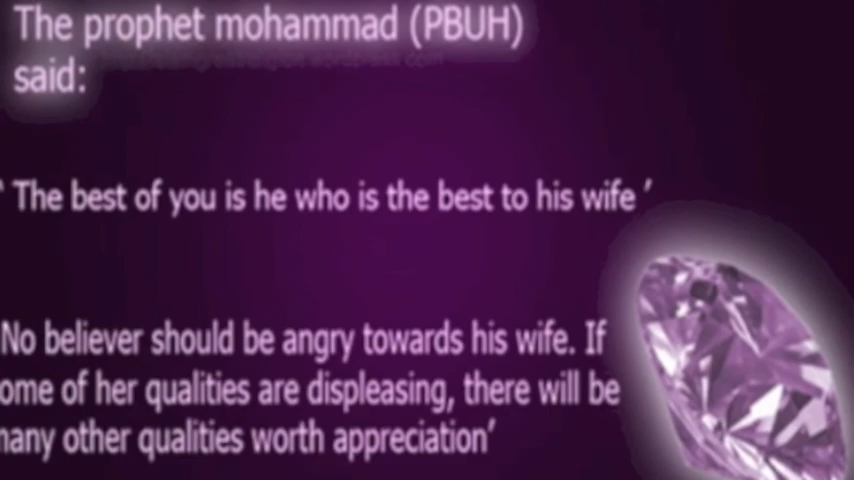 The prophet mohammad (PBUH)
said:
' The best of you is he who is the best to his wife '
No believer should be angry towards his wife. If
ome of her qualities are displeasing, there will be
many other qualities worth appreciation'